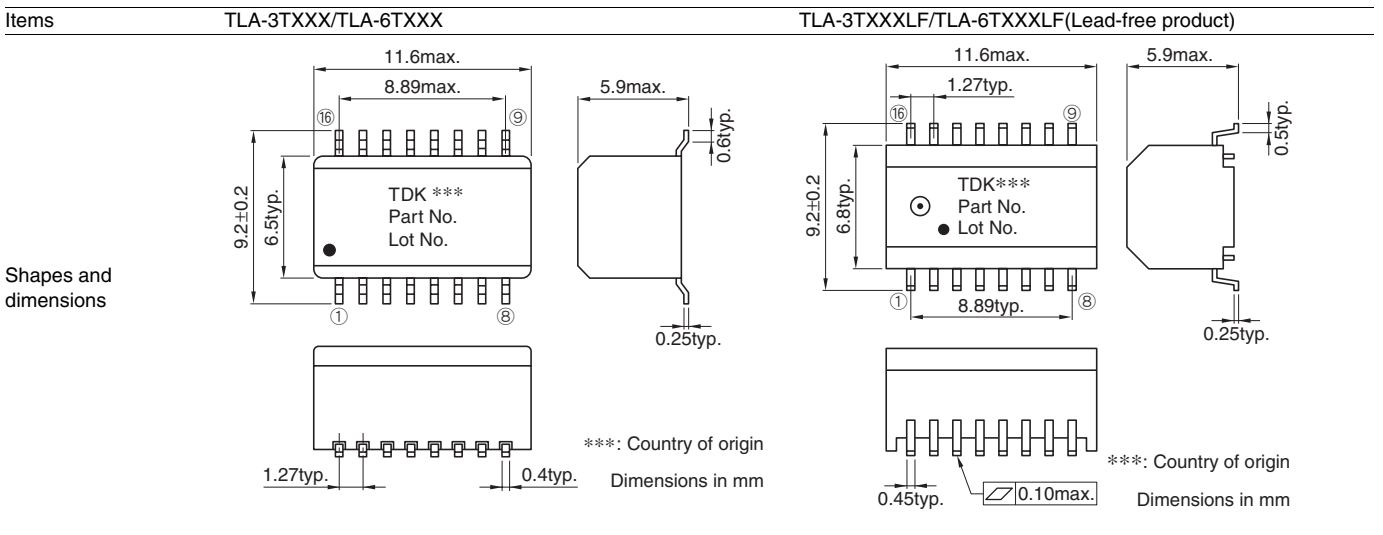 Items
TLA-3TXXX/TLA-6TXXX
TLA-3TXXXLF/TLA-6TXXXLF(Lead-free product)
Shapes and
dimensions
11.6max.
8.89max.
5.9max.
⑯
⑨
0.6typ.
9.2±0.2
6.5typ.
TDK ***
Part No.
Lot No.
①
⑧
0.25typ.
1.27typ.
0.4typ.
***: Country of origin
Dimensions in mm
11.6max.
5.9max.
1.27typ.
⑯
⑨
0.5typ.
9.2±0.2
6.8typ.
TDK***
Part No.
Lot No.
①
⑧
8.89typ.
0.25typ.
0.45typ.
0.10max.
***: Country of origin
Dimensions in mm